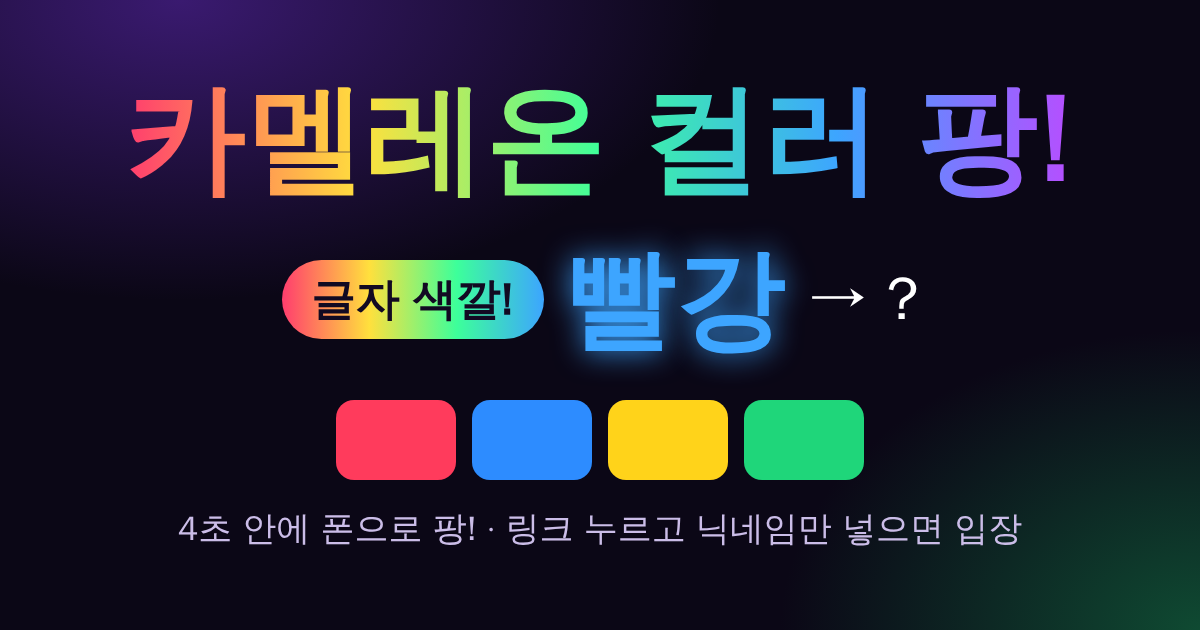 카멜레온 컬러 팡!
글자 색깔! 빨강 → ?
4초 안에 폰으로 팡! · 링크 누르고 닉네임만 넣으면 입장